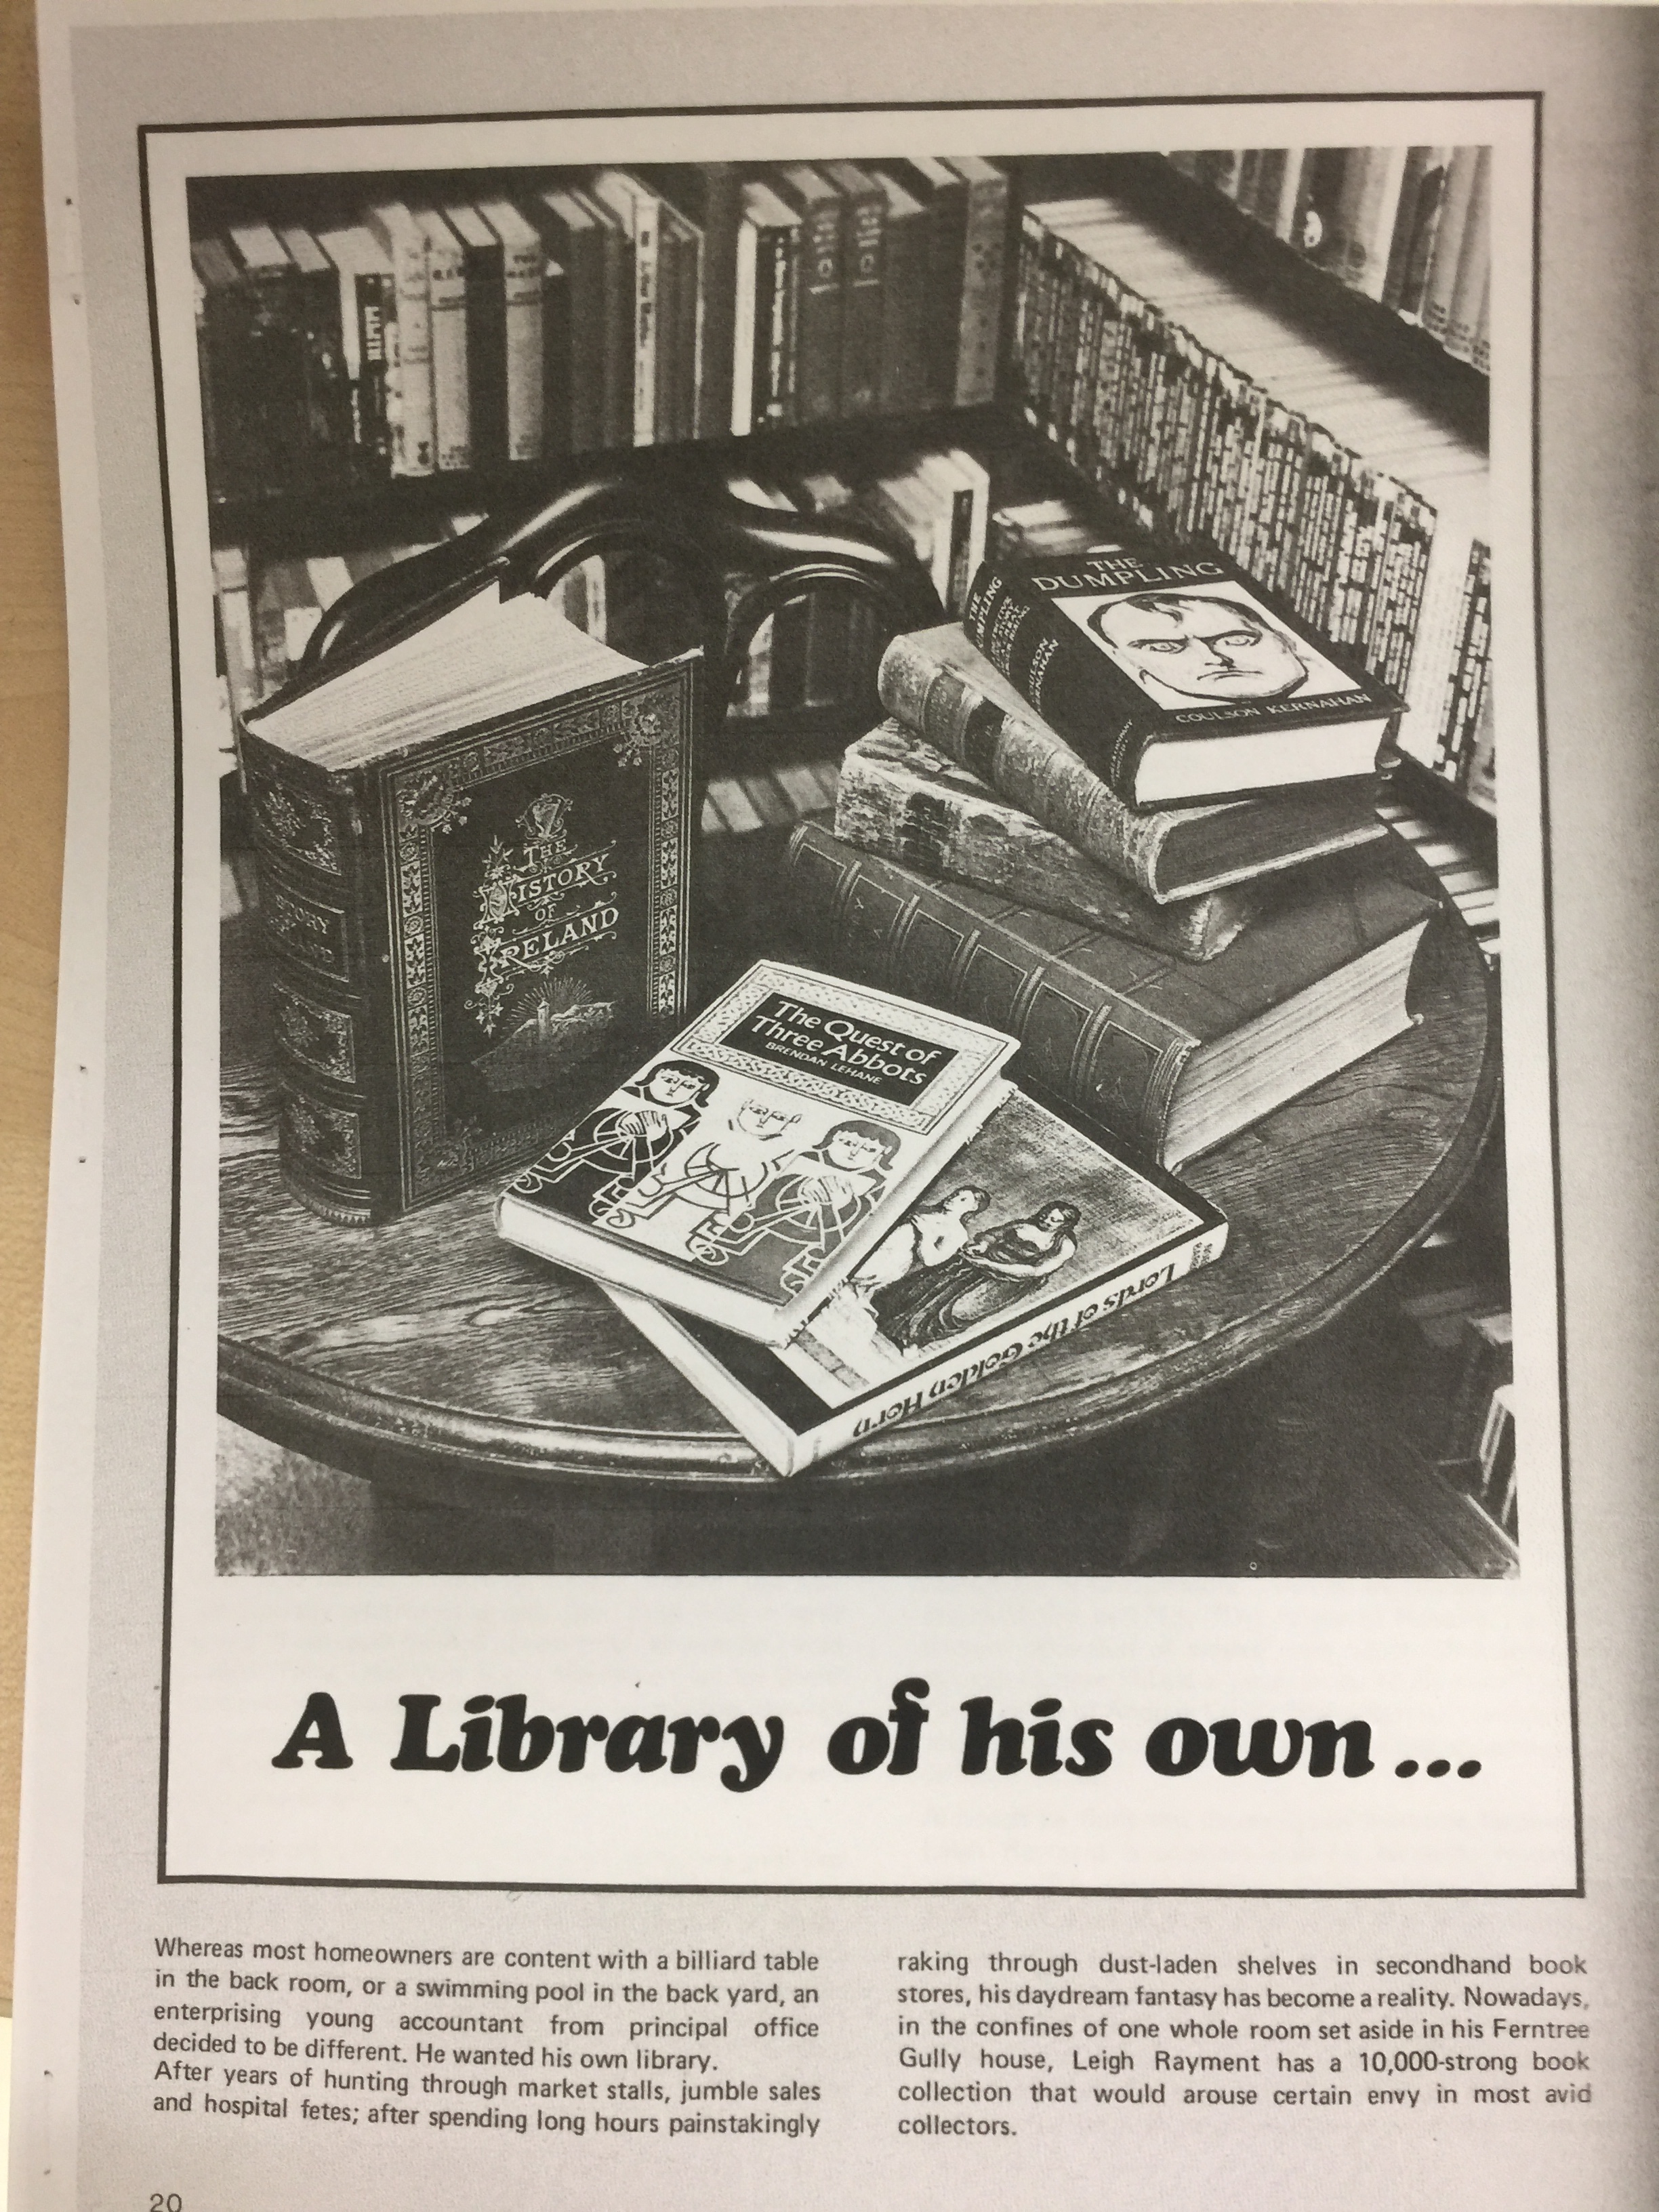 THE
DUMPLING
COULSON KERNAHAN
THE
HISTORY
OF
IRELAND
The Quest of
Three Abbots
BRENDAN LEHANE
Lords of the Golden Horn
A Library of his own...
Whereas most homeowners are content with a billiard table
in the back room, or a swimming pool in the back yard, an
enterprising young accountant from principal office
decided to be different. He wanted his own library.
After years of hunting through market stalls, jumble sales
and hospital fetes; after spending long hours painstakingly
raking through dust-laden shelves in secondhand book
stores, his daydream fantasy has become a reality. Nowadays,
in the confines of one whole room set aside in his Ferntree
Gully house, Leigh Rayment has a 10,000-strong book
collection that would arouse certain envy in most avid
collectors.
20